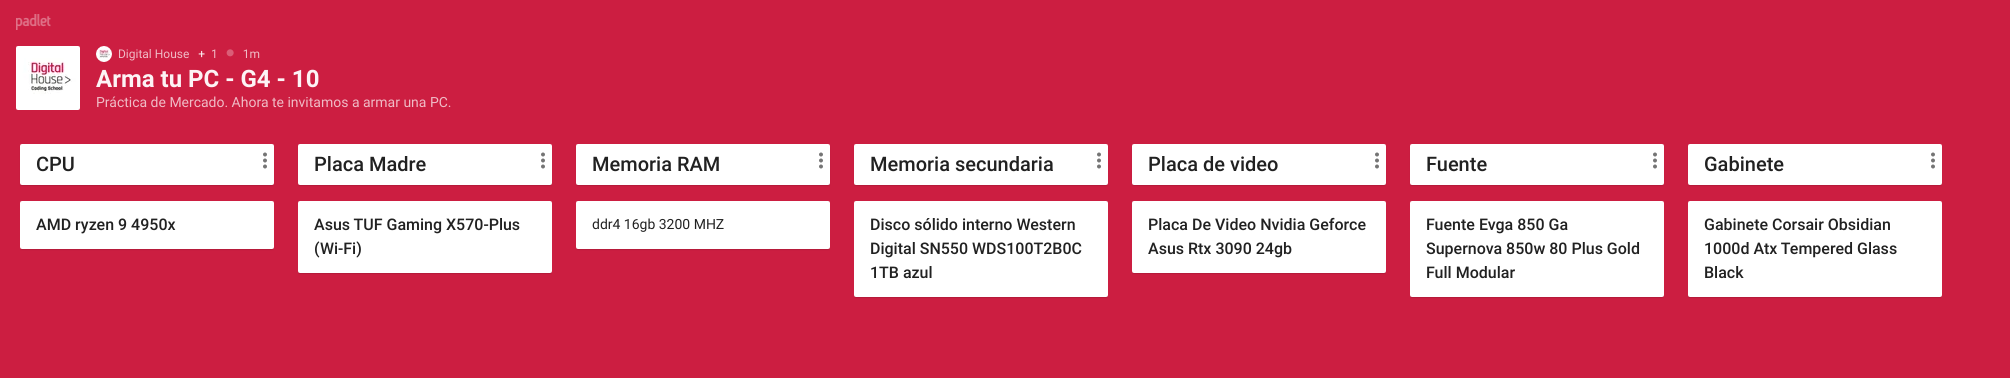 padlet
Digital House + 1 • 1m
Digital
House>
Coding School
Arma tu PC - G4 - 10
Práctica de Mercado. Ahora te invitamos a armar una PC.
CPU
AMD ryzen 9 4950x
Placa Madre
Asus TUF Gaming X570-Plus
(Wi-Fi)
Memoria RAM
ddr4 16gb 3200 MHZ
Memoria secundaria
Disco sólido interno Western
Digital SN550 WDS100T2B0C
1TB azul
Placa de video
Placa De Video Nvidia Geforce
Asus Rtx 3090 24gb
Fuente
Fuente Evga 850 Ga
Supernova 850w 80 Plus Gold
Full Modular
Gabinete
Gabinete Corsair Obsidian
1000d Atx Tempered Glass
Black